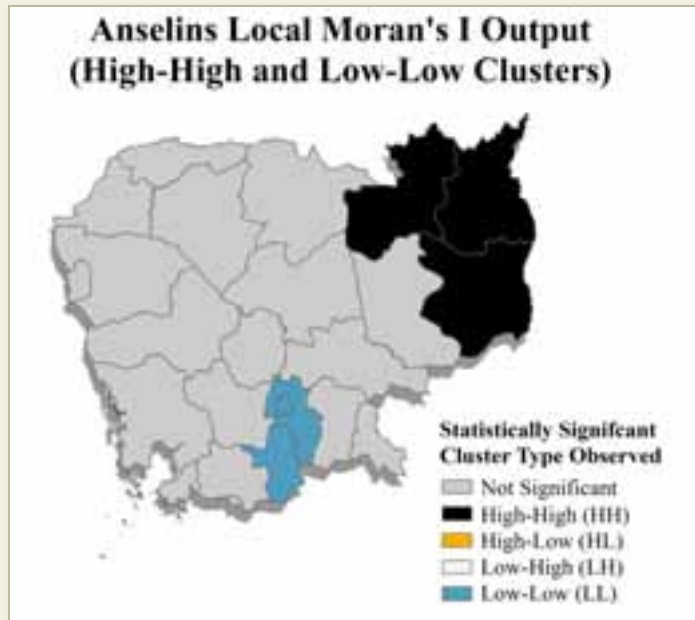 Anselins Local Moran's I Output
(High-High and Low-Low Clusters)
Statistically Signifcant
Cluster Type Observed
Not Significant
High-High (HH)
High-Low (HL)
Low-High (LH)
Low-Low (LL)